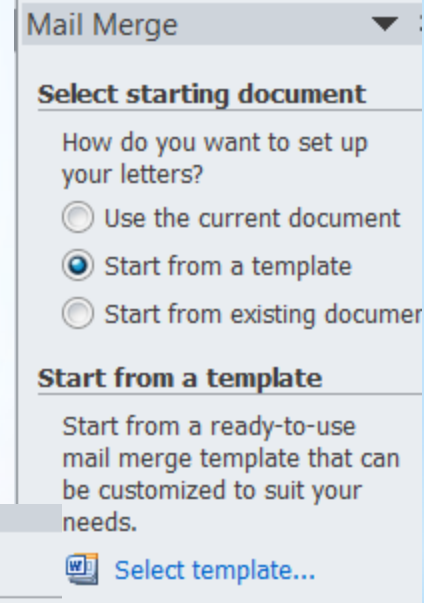 Mail Merge
Select starting document
How do you want to set up
your letters?
Use the current document
Start from a template
Start from existing documen
Start from a template
Start from a ready-to-use
mail merge template that can
be customized to suit your
needs.
Select template...